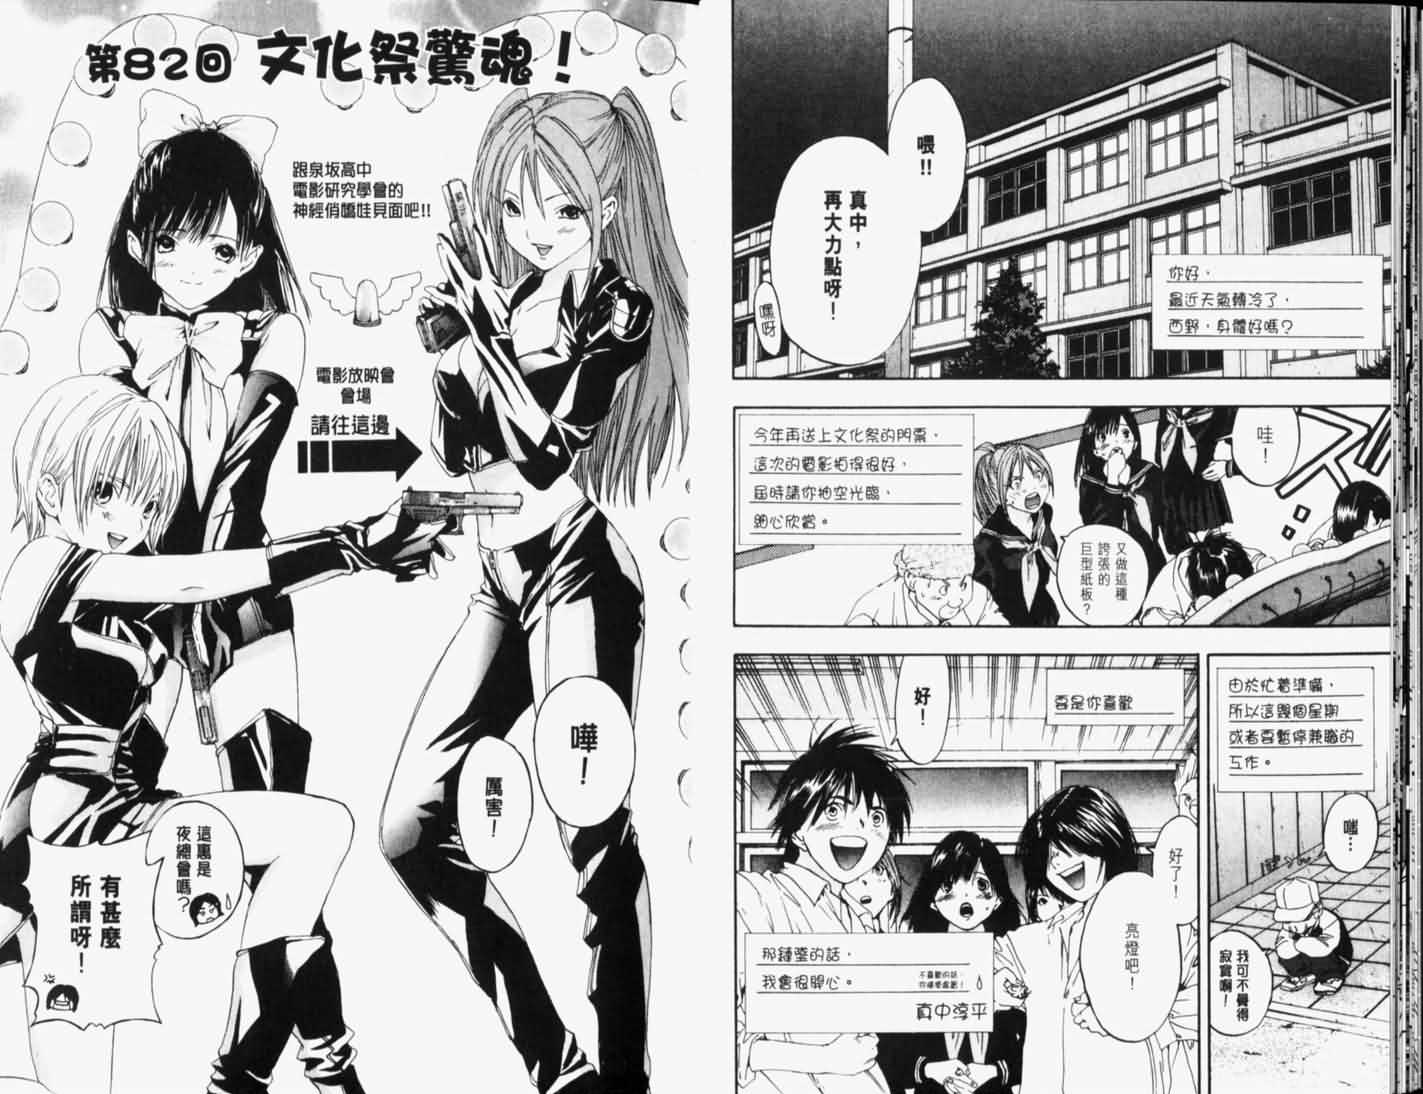 喂!!
真中，
再大力點呀！
嘿呀
你好，
最近天氣轉冷了，
西野，身體好嗎？
今年再送上文化祭的門票，
這次的電影拍得很好，
屆時請你抽空光臨，
細心欣賞。
哇！
又做這種
誇張的
巨型紙板？
由於忙着準備，
所以這幾個星期
或者要暫停兼職的
工作。
嗤…
我可不覺得
寂寞啊！
好！
要是你喜歡
好了！
亮燈吧！
那鍾墜的話，
我會很開心。
真中淳平
第82回 文化祭驚魂！
跟泉坂高中
電影研究學會的
神經俏嬌娃見面吧!!
電影放映會
會場
請往這邊
嘩！
厲害！
這裏是
夜總會嗎？
有甚麼
所謂呀！